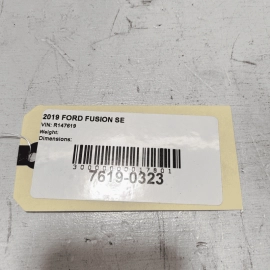 2019 FORD FUSION SE
VIN: R147619
Weight:
Dimensions:
7619-0323